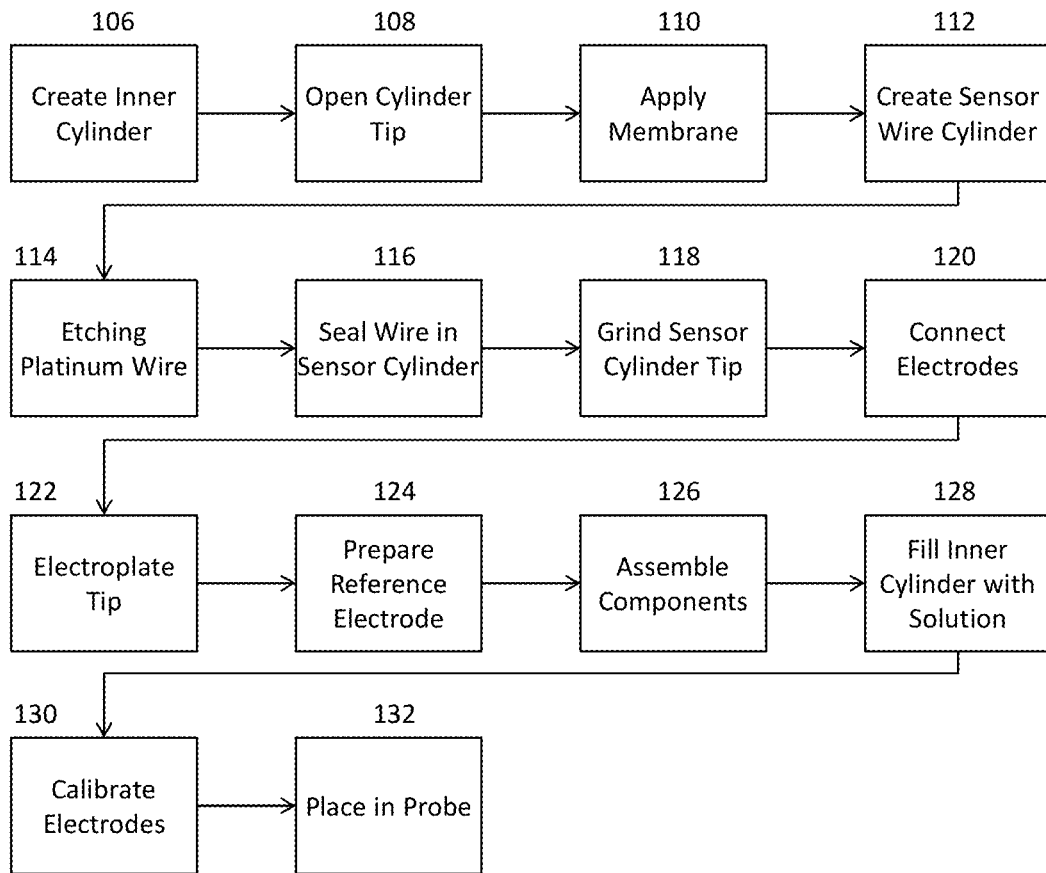 106
108
110
112
Create Inner
Cylinder
Open Cylinder
Tip
Apply
Membrane
Create Sensor
Wire Cylinder
114
116
118
120
Etching
Platinum Wire
Seal Wire in
Sensor Cylinder
Grind Sensor
Cylinder Tip
Connect
Electrodes
122
124
126
128
Electroplate
Tip
Prepare
Reference
Electrode
Assemble
Components
Fill Inner
Cylinder with
Solution
130
132
Calibrate
Electrodes
Place in Probe